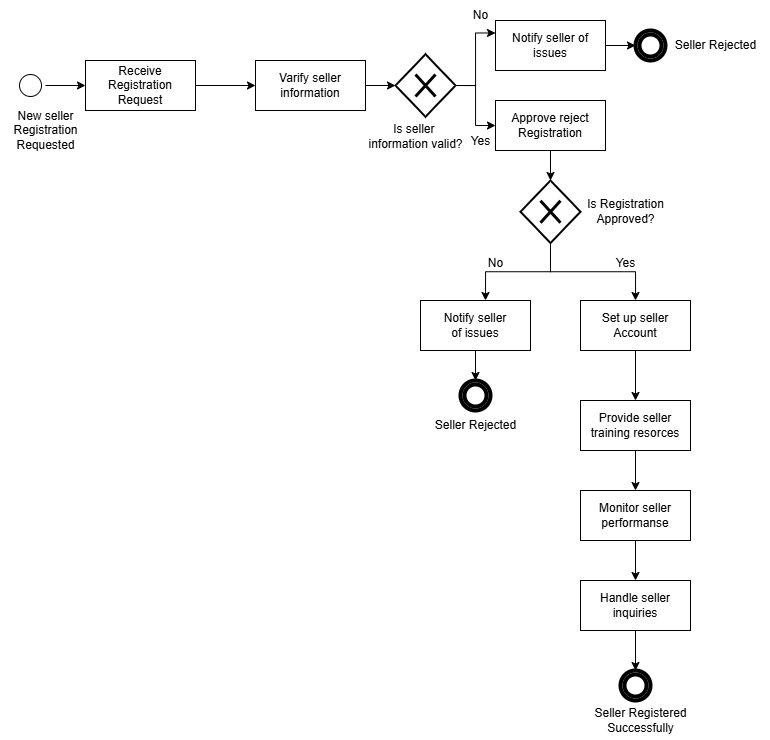 New seller
Registration
Requested
Receive
Registration
Request
Varify seller
information
Is seller
information valid?
No
Notify seller of
issues
Seller Rejected
Yes
Approve reject
Registration
Is Registration
Approved?
No
Notify seller
of issues
Seller Rejected
Yes
Set up seller
Account
Provide seller
training resorces
Monitor seller
performanse
Handle seller
inquiries
Seller Registered
Successfully